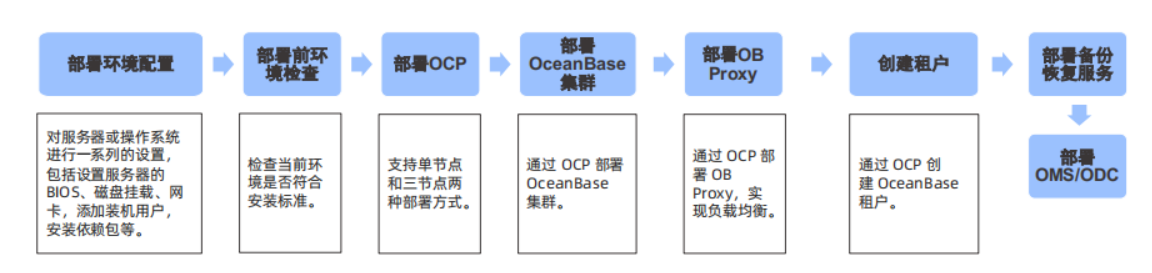 部署环境配置
部署前环
境检查
部署OCP
部署
OceanBase
集群
部署OB
Proxy
创建租户
部署备份
恢复服务
对服务器或操作系统
进行一系列的设置，
包括设置服务器的
BIOS、磁盘挂载、网
卡，添加装机用户，
安装依赖包等。
检查当前环
境是否符合
安装标准。
支持单节点
和三节点两
种部署方式。
通过 OCP 部署
OceanBase
集群。
通过 OCP 部
署 OB
Proxy，实
现负载均衡。
通过 OCP 创
建 OceanBase
租户。
部署
OMS/ODC